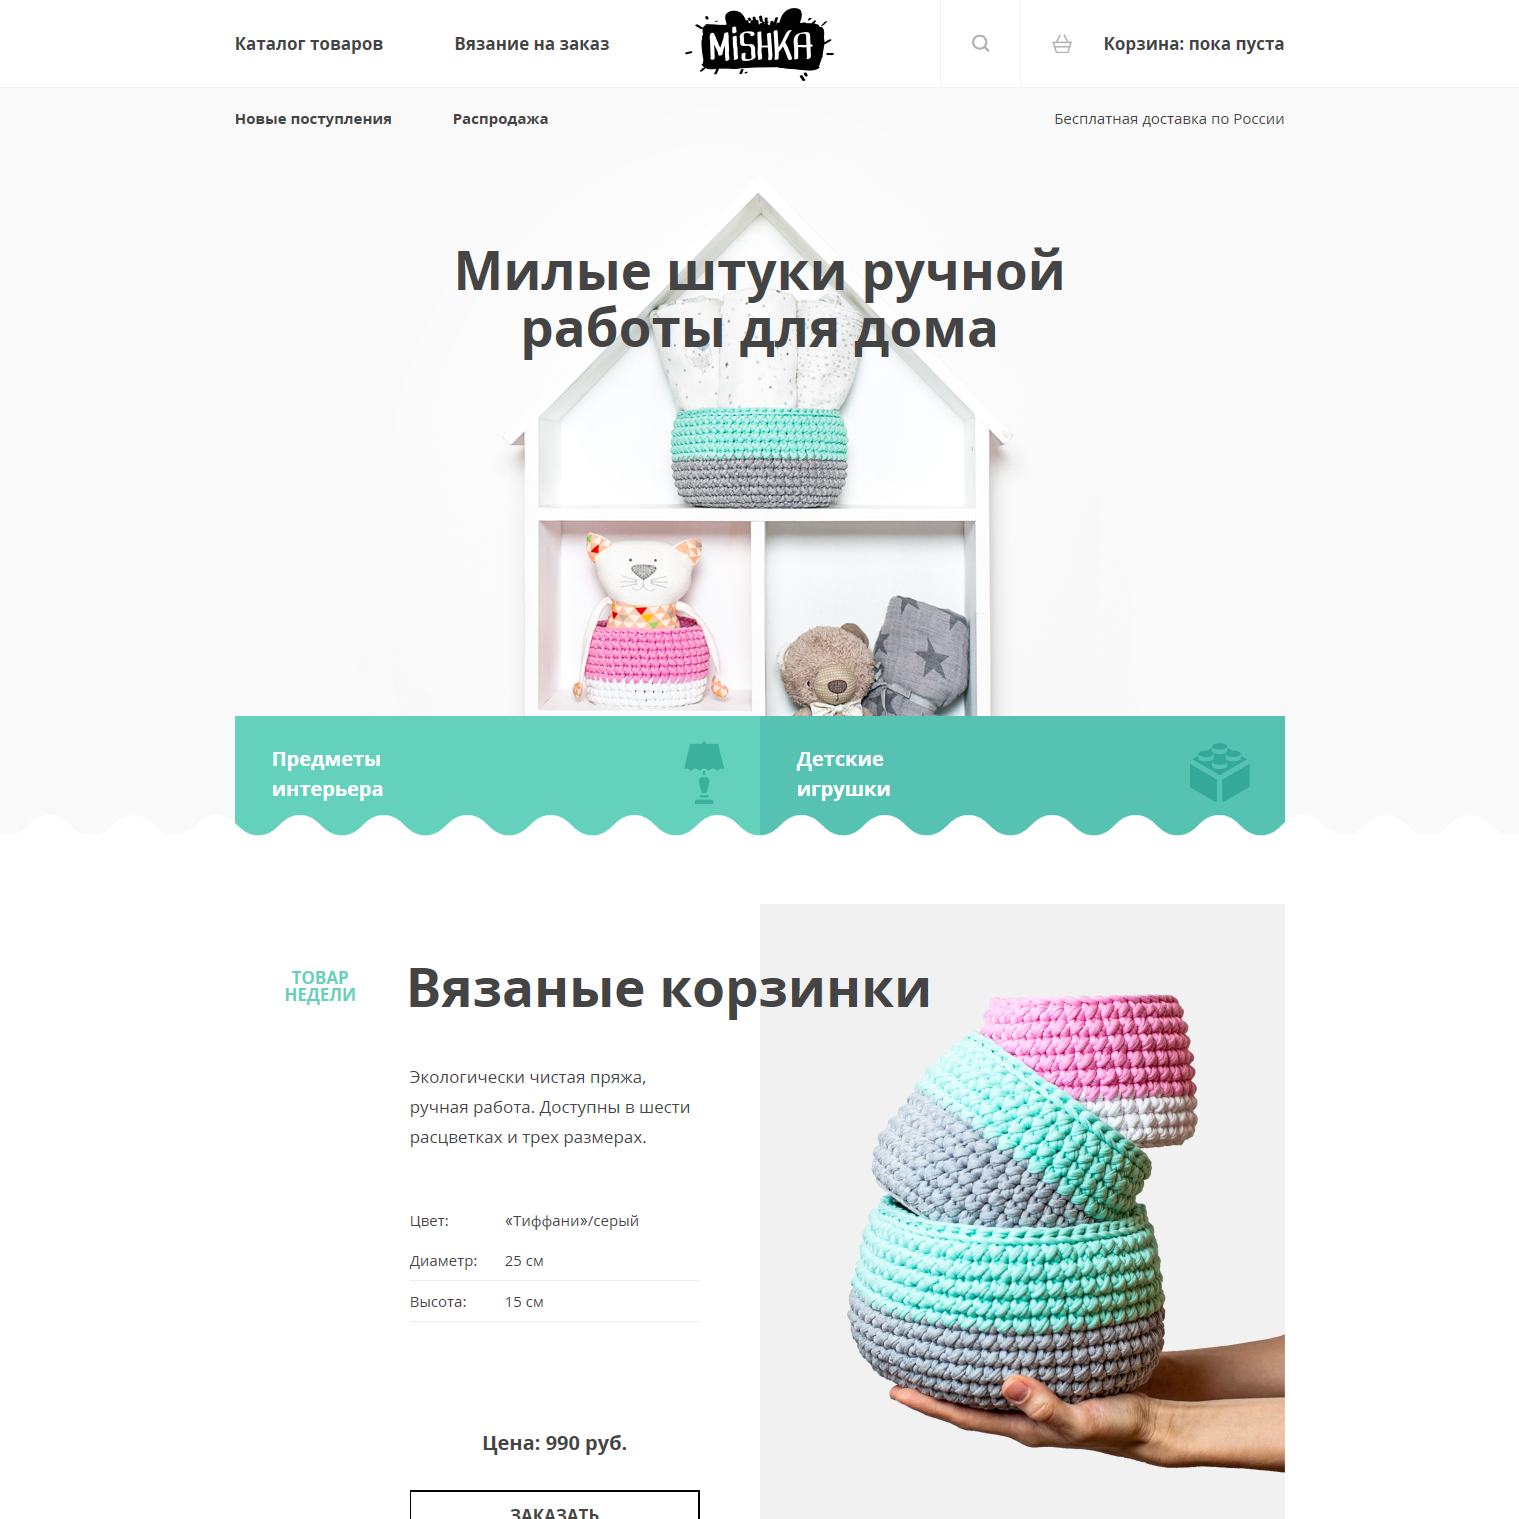 Каталог товаров
Вязание на заказ
MiSHKA
Корзина: пока пуста
Новые поступления
Распродажа
Бесплатная доставка по России
Милые штуки ручной
работы для дома
Предметы
интерьера
Детские
игрушки
ТОВАР
НЕДЕЛИ
Вязаные корзинки
Экологически чистая пряжа,
ручная работа. Доступны в шести
расцветках и трех размерах.
Цвет: «Тиффани»/серый
Диаметр: 25 см
Высота: 15 см
Цена: 990 руб.
ЗАКАЗАТЬ